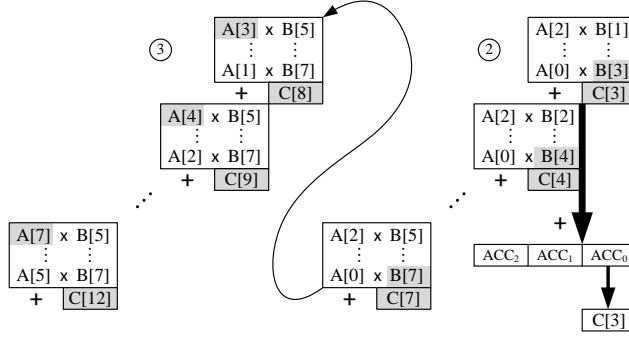 ③
A[3] x B[5]
⋮ ⋮
A[1] x B[7]
+ C[8]
A[4] x B[5]
⋮ ⋮
A[2] x B[7]
+ C[9]
⋰
A[7] x B[5]
⋮ ⋮
A[5] x B[7]
+ C[12]
②
A[2] x B[1]
⋮ ⋮
A[0] x B[3]
+ C[3]
A[2] x B[2]
⋮ ⋮
A[0] x B[4]
+ C[4]
⋰
A[2] x B[5]
⋮ ⋮
A[0] x B[7]
+ C[7]
+
ACC₂ ACC₁ ACC₀
C[3]